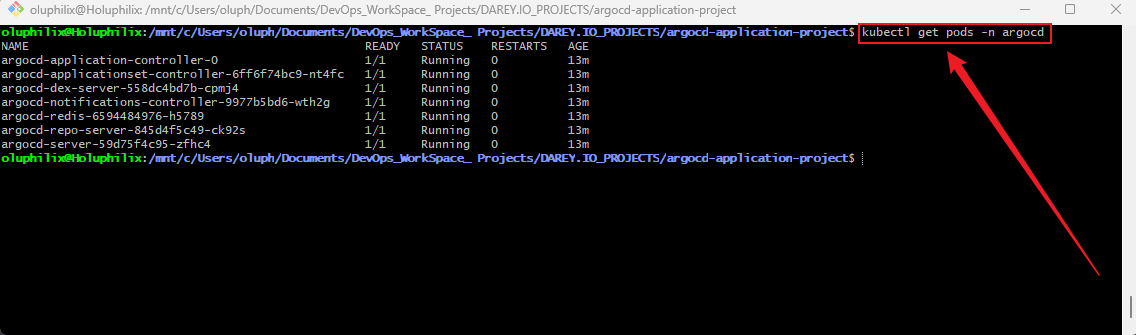 oluphilix@Holuphilix: /mnt/c/Users/oluph/Documents/DevOps_WorkSpace_ Projects/DAREY.IO_PROJECTS/argocd-application-project
oluphilix@Holuphilix:/mnt/c/Users/oluph/Documents/DevOps_WorkSpace_ Projects/DAREY.IO_PROJECTS/argocd-application-project$ kubectl get pods -n argocd
NAME READY STATUS RESTARTS AGE
argocd-application-controller-0 1/1 Running 0 13m
argocd-applicationset-controller-6ff6f74bc9-nt4fc 1/1 Running 0 13m
argocd-dex-server-558dc4bd7b-cpmj4 1/1 Running 0 13m
argocd-notifications-controller-9977b5bd6-wth2g 1/1 Running 0 13m
argocd-redis-6594484976-h5789 1/1 Running 0 13m
argocd-repo-server-845d4f5c49-ck92s 1/1 Running 0 13m
argocd-server-59d75f4c95-zfhc4 1/1 Running 0 13m
oluphilix@Holuphilix:/mnt/c/Users/oluph/Documents/DevOps_WorkSpace_ Projects/DAREY.IO_PROJECTS/argocd-application-project$